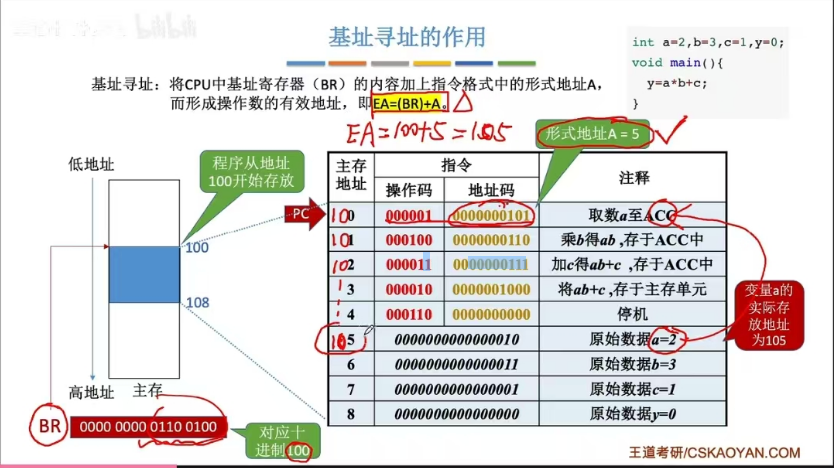 bilibili
基址寻址的作用
int a=2,b=3,c=1,y=0;
void main(){
y=a*b+c;
}
基址寻址：将CPU中基址寄存器（BR）的内容加上指令格式中的形式地址A，
而形成操作数的有效地址，即EA=(BR)+A。
EA=100+5=105
形式地址A = 5
低地址
程序从地址
100开始存放
100
108
高地址
主存
BR
0000 0000 0110 0100
对应十
进制100
PC
主存
地址 指令 注释
操作码 地址码
100 000001 0000000101 取数a至ACC
101 000100 0000000110 乘b得ab ,存于ACC中
102 000011 0000000111 加c得ab+c ,存于ACC中
3 000010 0000001000 将ab+c ,存于主存单元
4 000110 0000000000 停机
105 0000000000000010 原始数据a=2
6 0000000000000011 原始数据b=3
7 0000000000000001 原始数据c=1
8 0000000000000000 原始数据y=0
变量a的
实际存
放地址
为105
王道考研/CSKAOYAN.COM